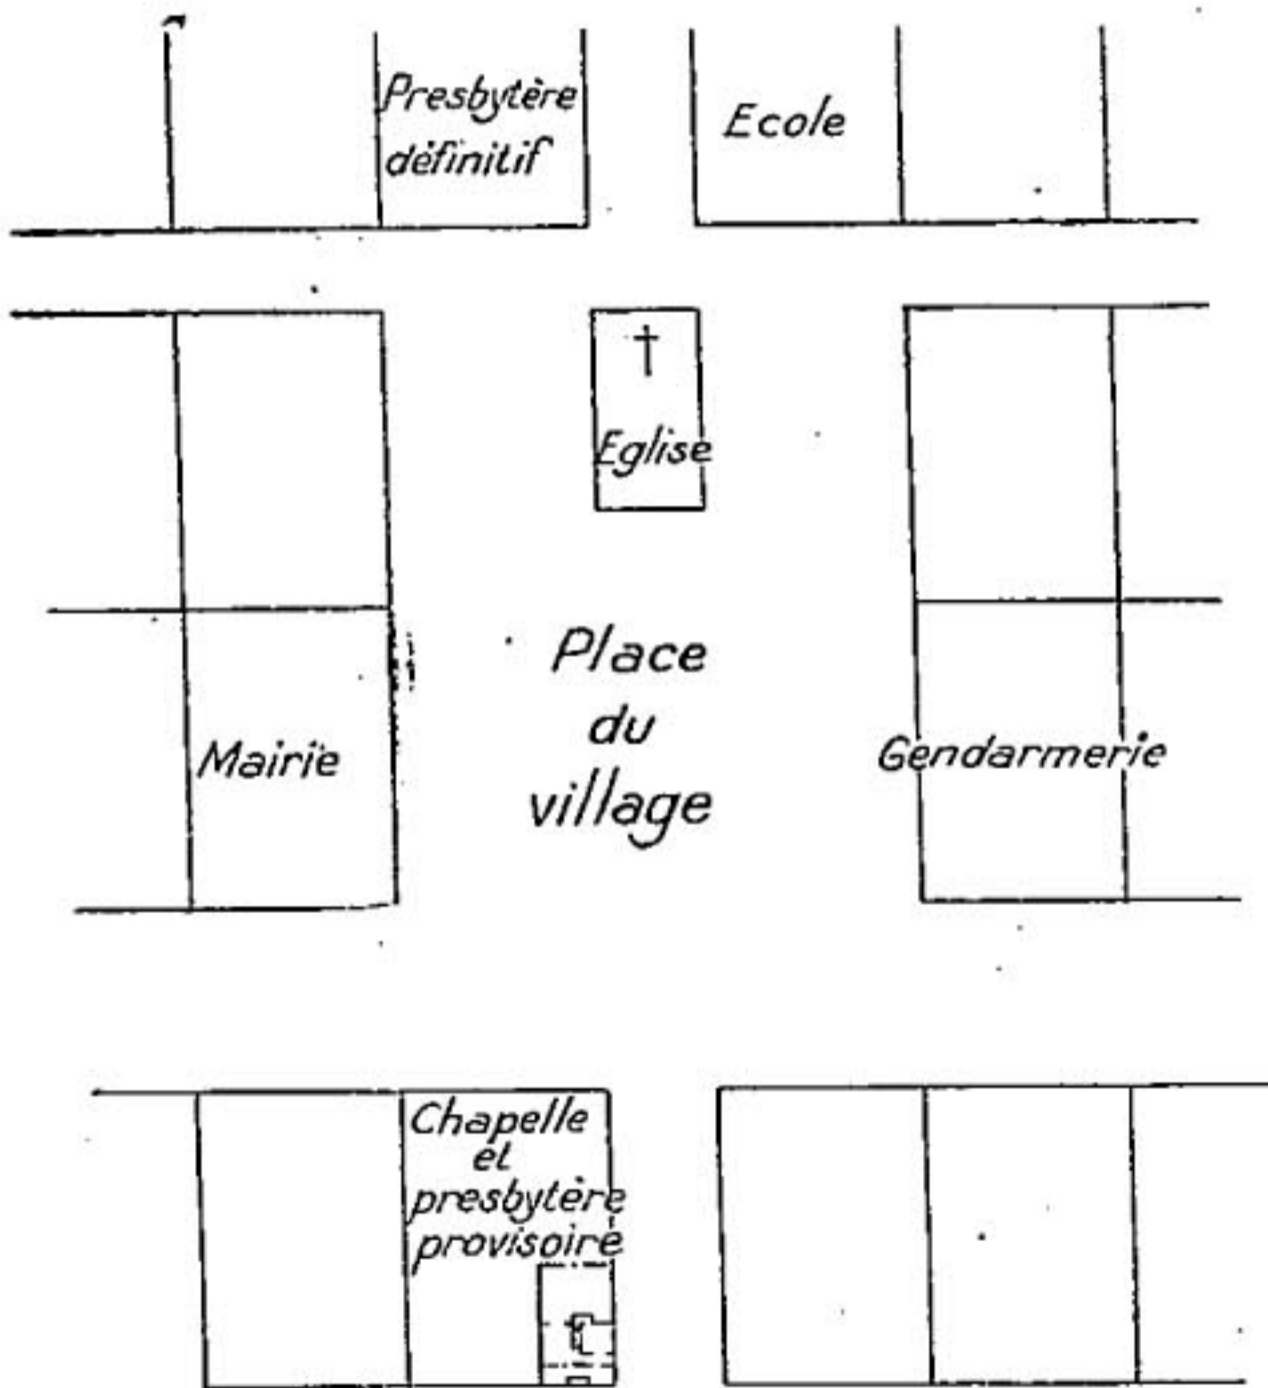 Presbytère
définitif
Ecole
Eglise
Place
du
village
Mairie
Gendarmerie
Chapelle
et
presbytère
provisoire